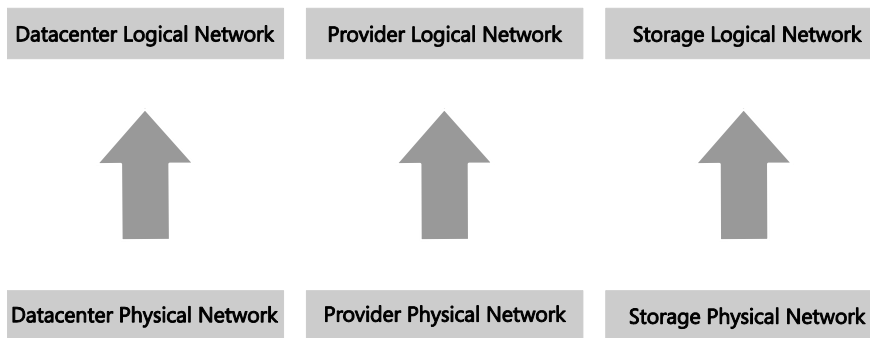 Datacenter Logical Network
Provider Logical Network
Storage Logical Network
Datacenter Physical Network
Provider Physical Network
Storage Physical Network